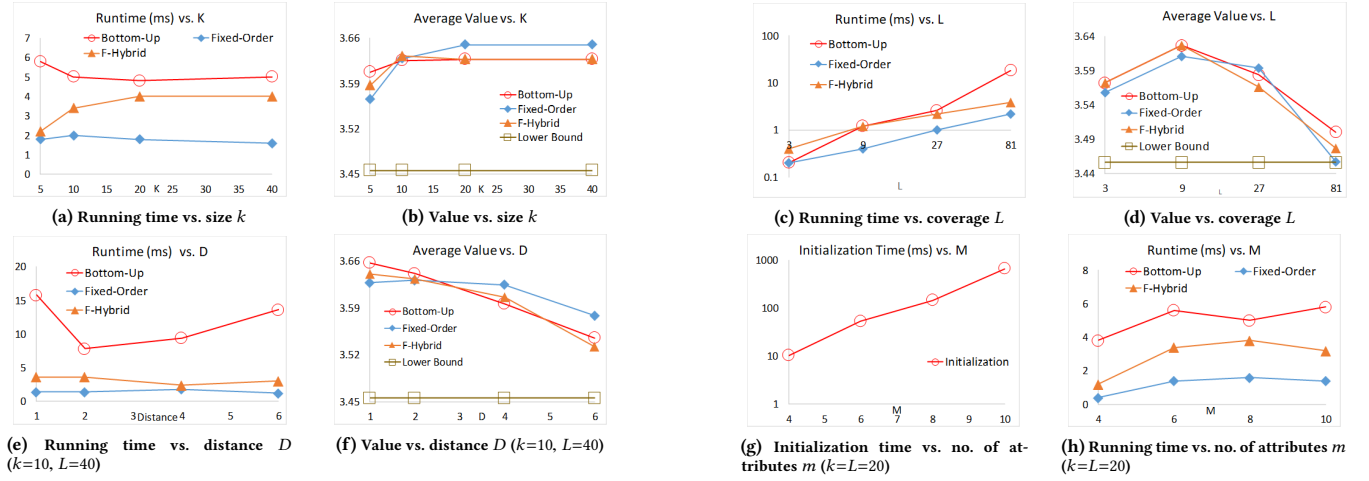 Runtime (ms) vs. K
Bottom-Up
Fixed-Order
F-Hybrid
7
6
5
4
3
2
1
0
5 10 15 20 K 25 30 35 40
(a) Running time vs. size k
Average Value vs. K
3.66
3.59
3.52
3.45
Bottom-Up
Fixed-Order
F-Hybrid
Lower Bound
5 10 15 20 K 25 30 35 40
(b) Value vs. size k
Runtime (ms) vs. L
Bottom-Up
Fixed-Order
F-Hybrid
100
10
1
0.1
3 9 27 81
L
(c) Running time vs. coverage L
Average Value vs. L
3.64
3.59
3.54
3.49
3.44
Bottom-Up
Fixed-Order
F-Hybrid
Lower Bound
3 9 L 27 81
(d) Value vs. coverage L
Runtime (ms) vs. D
Bottom-Up
Fixed-Order
F-Hybrid
20
15
10
5
0
1 2 3 Distance 4 5 6
(e) Running time vs. distance D
(k=10, L=40)
Average Value vs. D
3.66
3.59
3.52
3.45
Bottom-Up
Fixed-Order
F-Hybrid
Lower Bound
1 2 3 D 4 5 6
(f) Value vs. distance D (k=10, L=40)
Initialization Time (ms) vs. M
1000
100
10
1
Initialization
4 5 6 M 7 8 9 10
(g) Initialization time vs. no. of at-
tributes m (k=L=20)
Runtime (ms) vs. M
Bottom-Up
Fixed-Order
F-Hybrid
8
6
4
2
0
4 5 6 M 7 8 9 10
(h) Running time vs. no. of attributes m
(k=L=20)